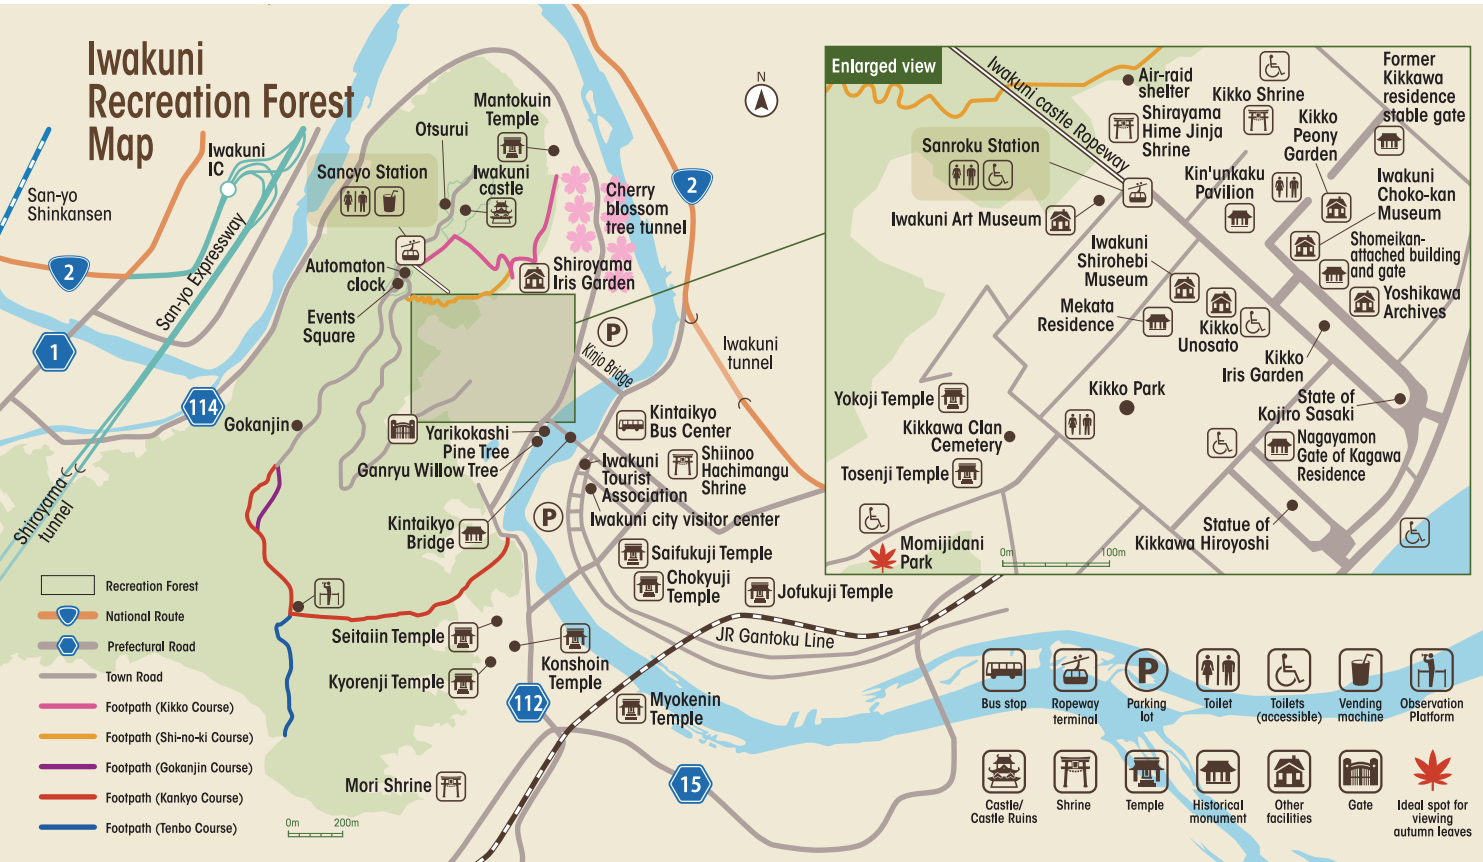 Iwakuni
Recreation Forest
Map
Iwakuni
IC
San-yo
Shinkansen
2
San-yo Expressway
1
114
Shiroyama
tunnel
Mantokuin
Temple
Otsurui
Sancyo Station
Iwakuni
castle
Cherry
blossom
tree tunnel
2
N
Automaton
clock
Shiroyama
Iris Garden
Events
Square
P
Kinjo Bridge
Iwakuni
tunnel
Gokanjin
Yarikokashi
Pine Tree
Ganryu Willow Tree
Kintaikyo
Bus Center
Iwakuni
Tourist
Association
Shiinoo
Hachimangu
Shrine
Iwakuni city visitor center
P
Kintaikyo
Bridge
Saifukuji Temple
Chokyuji
Temple
Jofukuji Temple
JR Gantoku Line
Seitaiin Temple
Konshoin
Temple
Kyorenji Temple
112
Myokenin
Temple
Mori Shrine
15
0m
200m
Recreation Forest
National Route
Prefectural Road
Town Road
Footpath (Kikko Course)
Footpath (Shi-no-ki Course)
Footpath (Gokanjin Course)
Footpath (Kankyo Course)
Footpath (Tenbo Course)
Enlarged view
Iwakuni castle Ropeway
Air-raid
shelter
Shirayama
Hime Jinja
Shrine
Kikko Shrine
Kikko
Peony
Garden
Former
Kikkawa
residence
stable gate
Sanroku Station
Iwakuni Art Museum
Kin'unkaku
Pavilion
Iwakuni
Choko-kan
Museum
Shomeikan-
attached building
and gate
Yoshikawa
Archives
Iwakuni
Shirohebi
Museum
Mekata
Residence
Kikko
Unosato
Kikko
Iris Garden
State of
Kojiro Sasaki
Yokoji Temple
Kikko Park
Kikkawa Clan
Cemetery
Tosenji Temple
Nagayamon
Gate of Kagawa
Residence
Statue of
Kikkawa Hiroyoshi
Momijidani
Park
0m
100m
Bus stop
Ropeway
terminal
P
Parking
lot
Toilet
Toilets
(accessible)
Vending
machine
Observation
Platform
Castle/
Castle Ruins
Shrine
Temple
Historical
monument
Other
facilities
Gate
Ideal spot for
viewing
autumn leaves